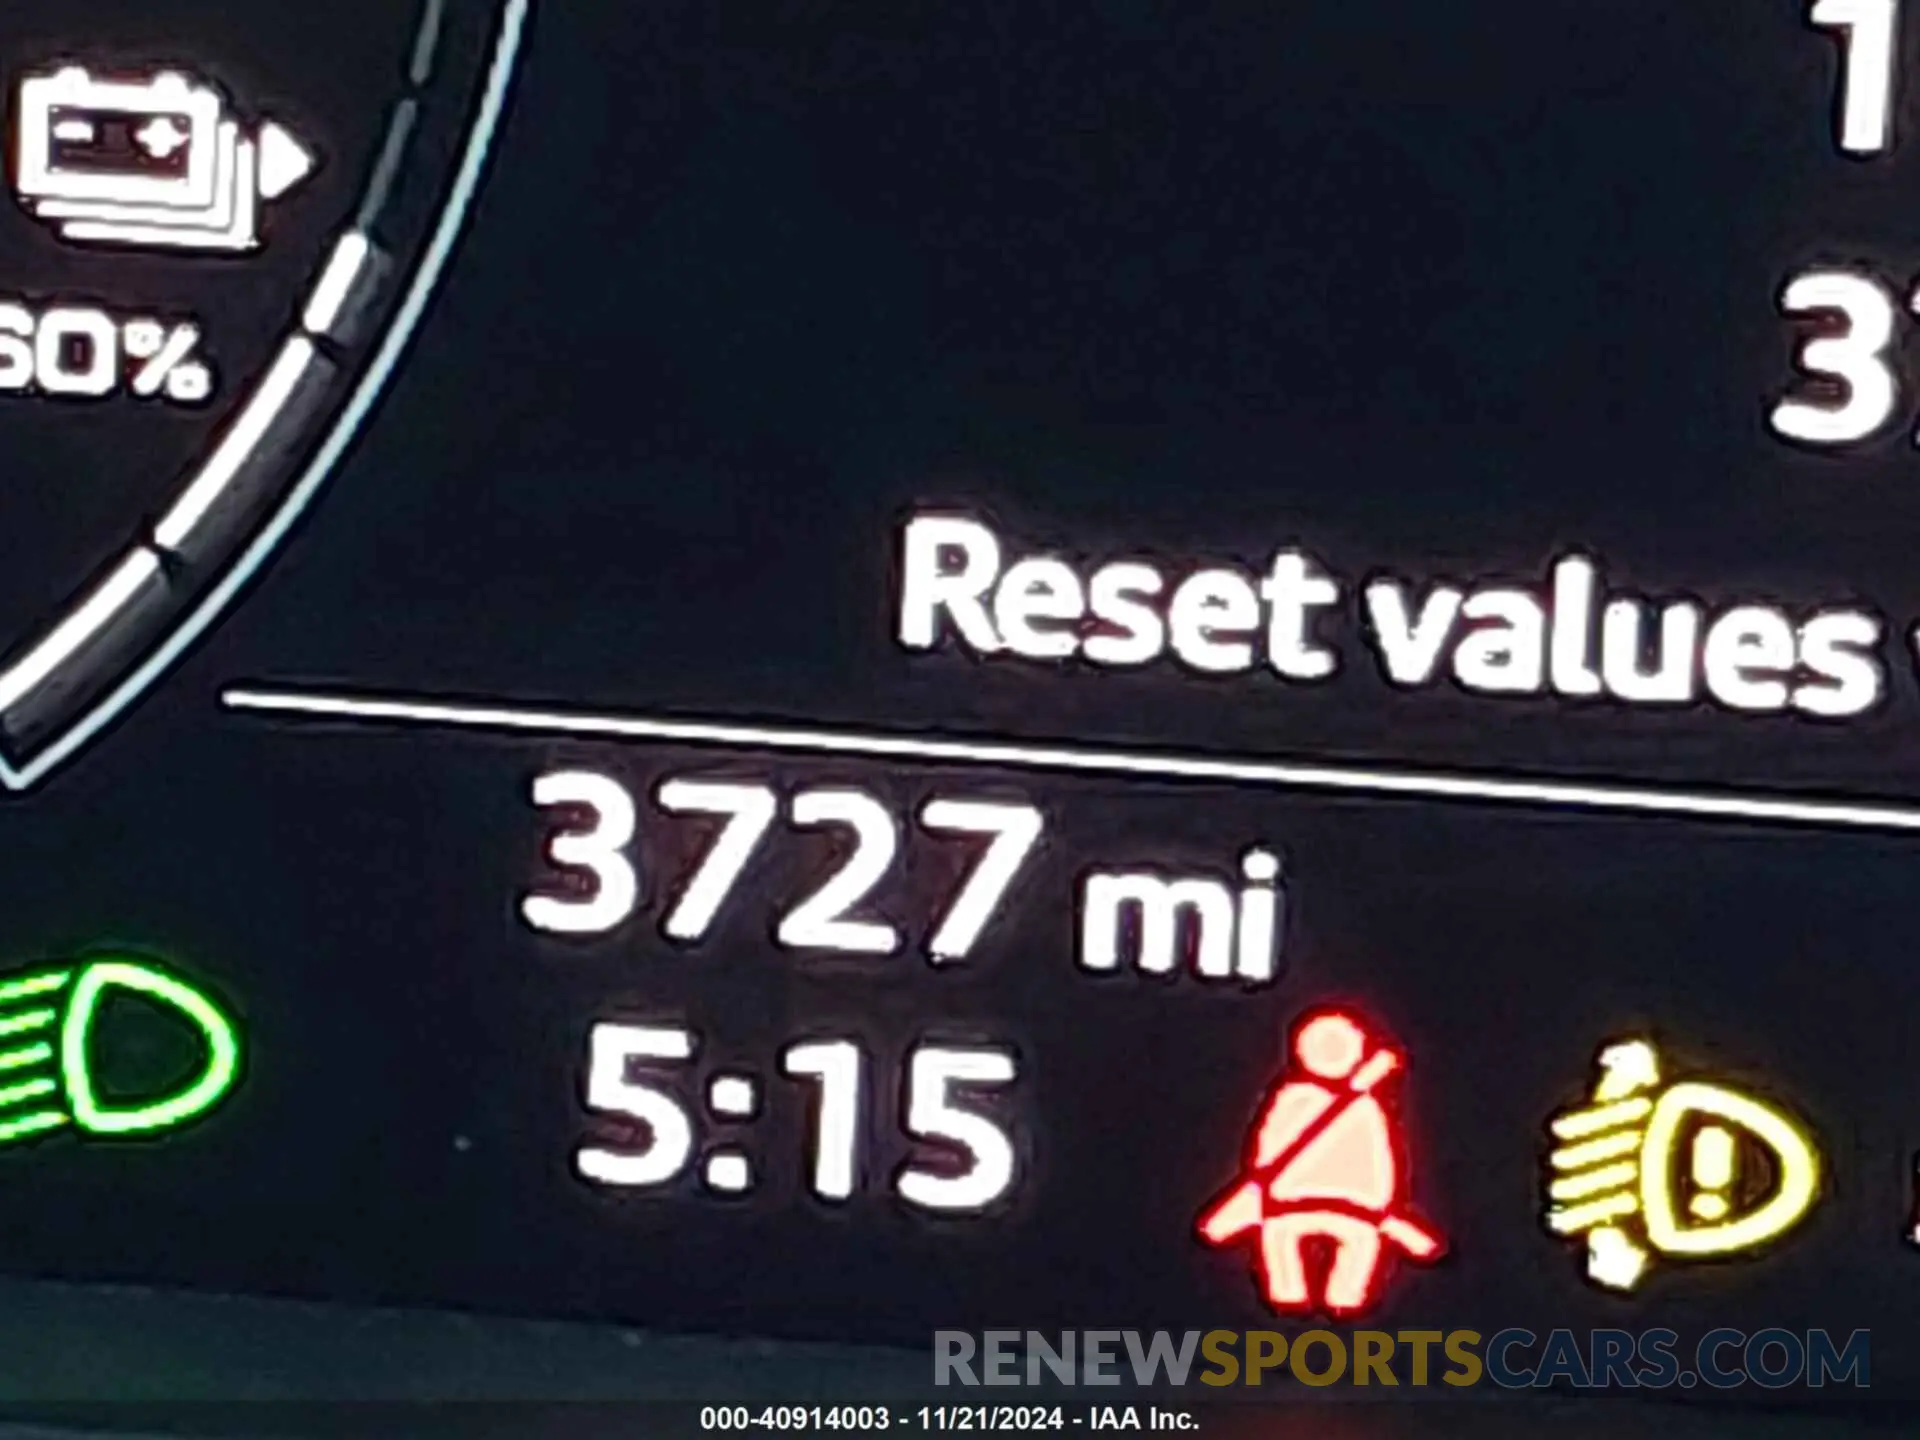 60%
Reset values
3727 mi
5:15
RENEWSPORTSCARS.COM
000-40914003 - 11/21/2024 - IAA Inc.